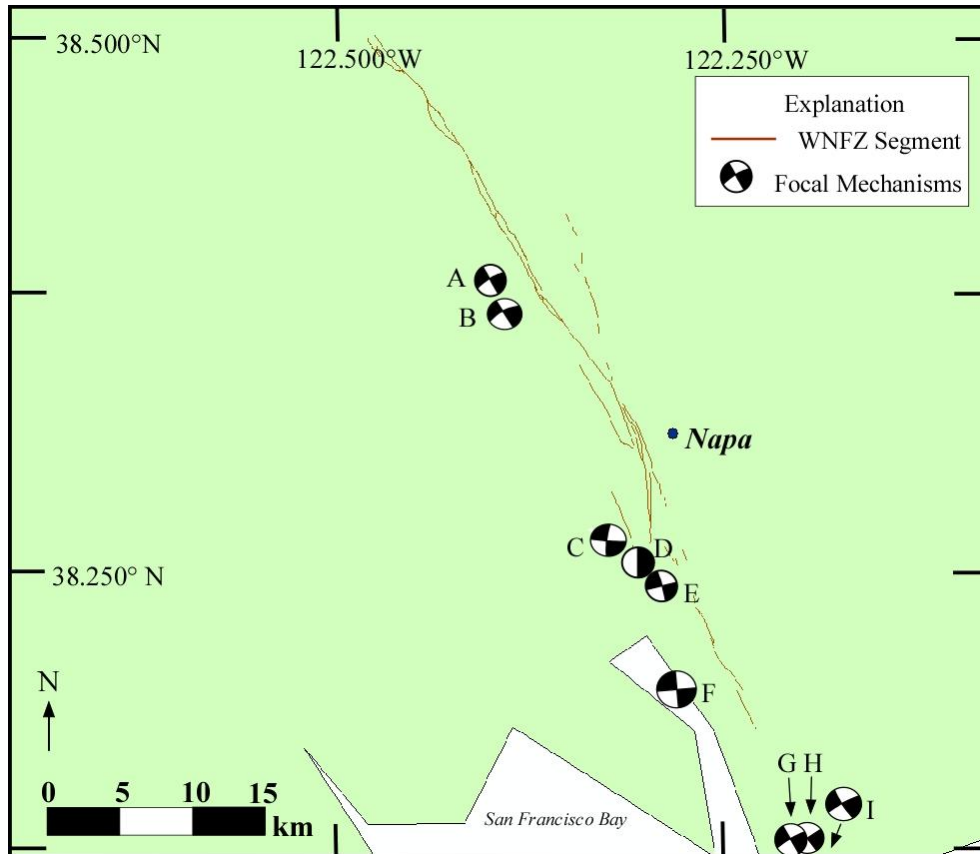 38.500°N
122.500°W
122.250°W
Explanation
WNFZ Segment
Focal Mechanisms
A
B
Napa
C
D
38.250° N
E
N
F
G H
0 5 10 15
I
km
San Francisco Bay